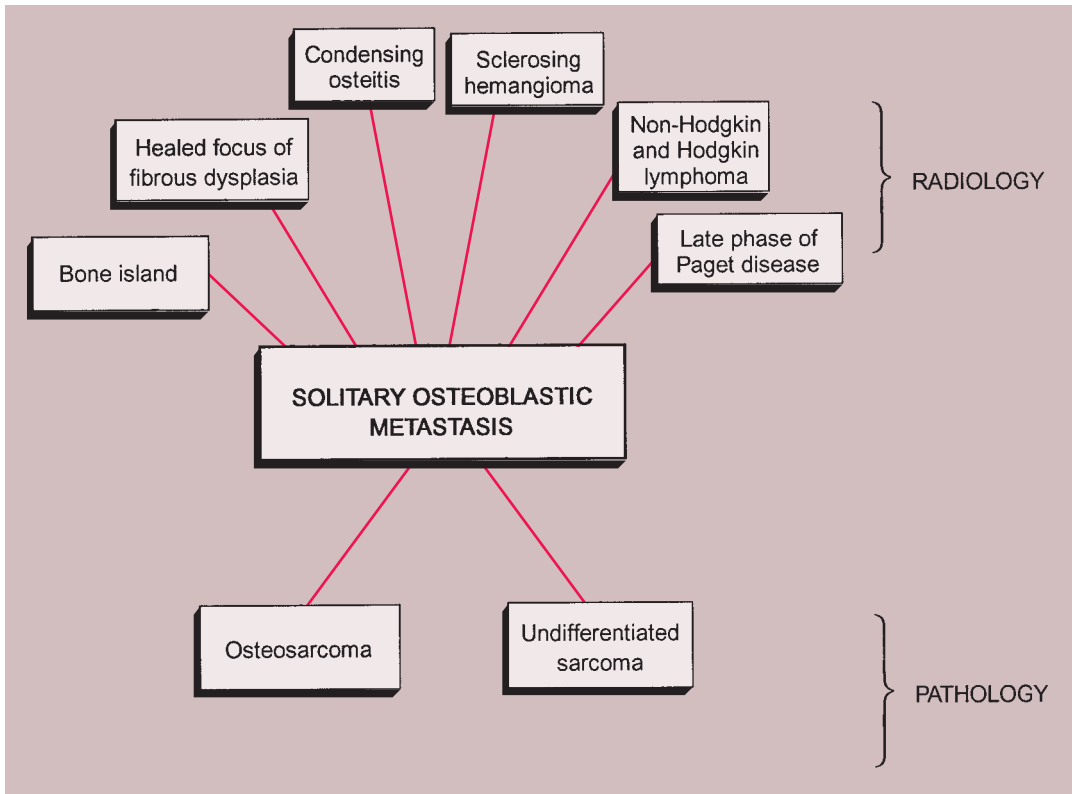 Condensing
osteitis
Sclerosing
hemangioma
Healed focus of
fibrous dysplasia
Non-Hodgkin
and Hodgkin
lymphoma
RADIOLOGY
Bone island
Late phase of
Paget disease
SOLITARY OSTEOBLASTIC
METASTASIS
Osteosarcoma
Undifferentiated
sarcoma
PATHOLOGY